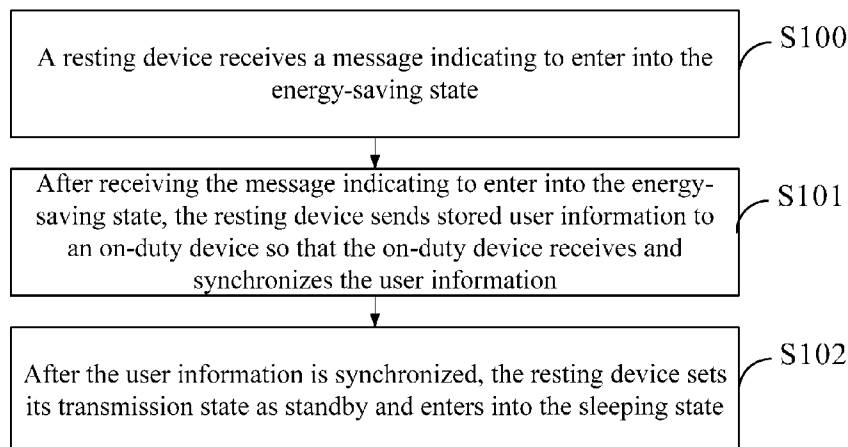 A resting device receives a message indicating to enter into the
energy-saving state
S100
After receiving the message indicating to enter into the energy-
saving state, the resting device sends stored user information to
an on-duty device so that the on-duty device receives and
synchronizes the user information
S101
After the user information is synchronized, the resting device sets
its transmission state as standby and enters into the sleeping state
S102